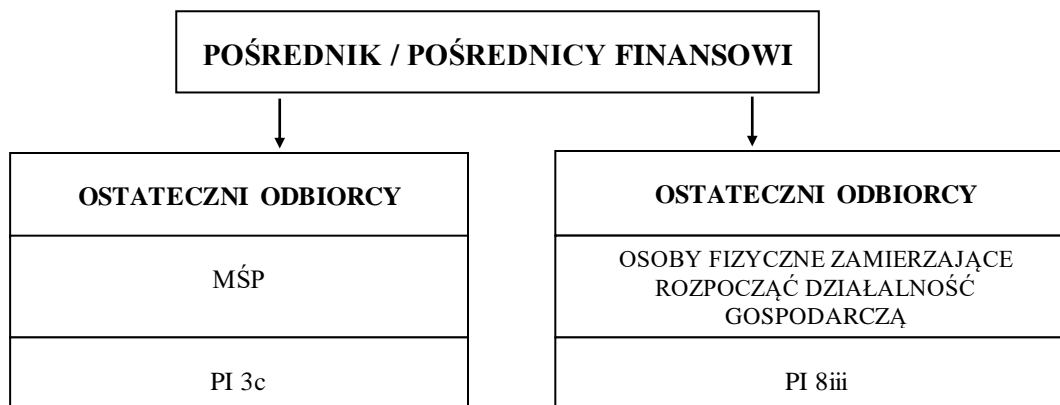 POŚREDNIK / POŚREDNICY FINANSOWI
OSTATECZNI ODBIORCY
MŚP
PI 3c
OSTATECZNI ODBIORCY
OSOBY FIZYCZNE ZAMIERZAJĄCE
ROZPOCZĄĆ DZIAŁALNOŚĆ
GOSPODARCZĄ
PI 8iii